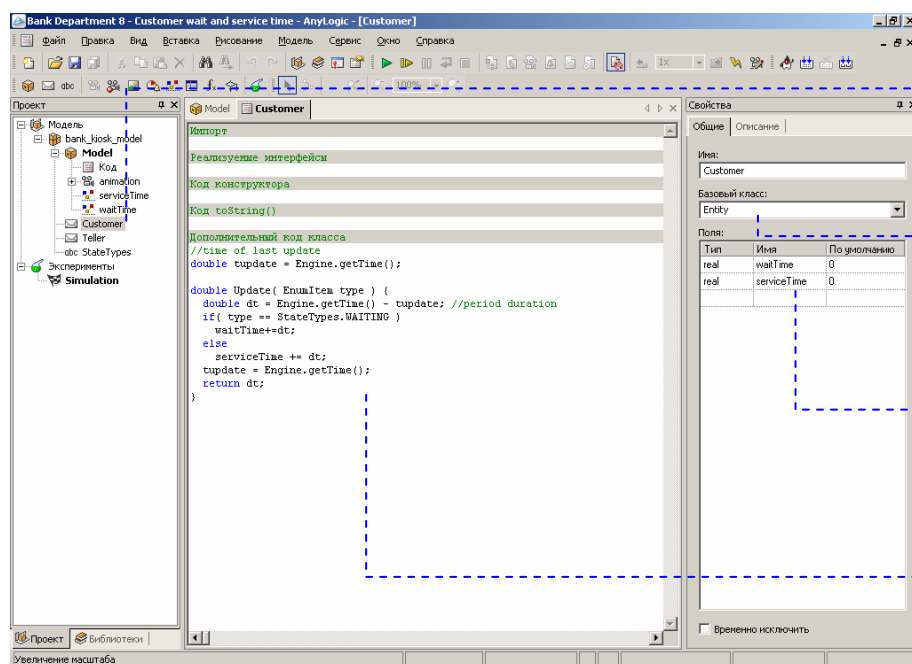 Bank Department 8 - Customer wait and service time - AnyLogic - [Customer]
Файл Правка Вид Вставка Рисование Модель Сервис Окно Справка
1x
abc
100%
Проект
Модель
bank_kiosk_model
Model
Код
animation
serviceTime
waitTime
Customer
Teller
abc StateTypes
Эксперименты
Simulation
Проект Библиотеки
Model Customer
Импорт
Реализуемые интерфейсы
Код конструктора
Код toString()
Дополнительный код класса
//time of last update
double tupdate = Engine.getTime();
double Update( EnumItem type ) {
double dt = Engine.getTime() - tupdate; //period duration
if( type == StateTypes.WAITING )
waitTime+=dt;
else
serviceTime += dt;
tupdate = Engine.getTime();
return dt;
}
Свойства
Общие Описание
Имя:
Customer
Базовый класс:
Entity
Поля:
Тип Имя По умолчанию
real waitTime 0
real serviceTime 0
Временно исключить
Увеличение масштаба